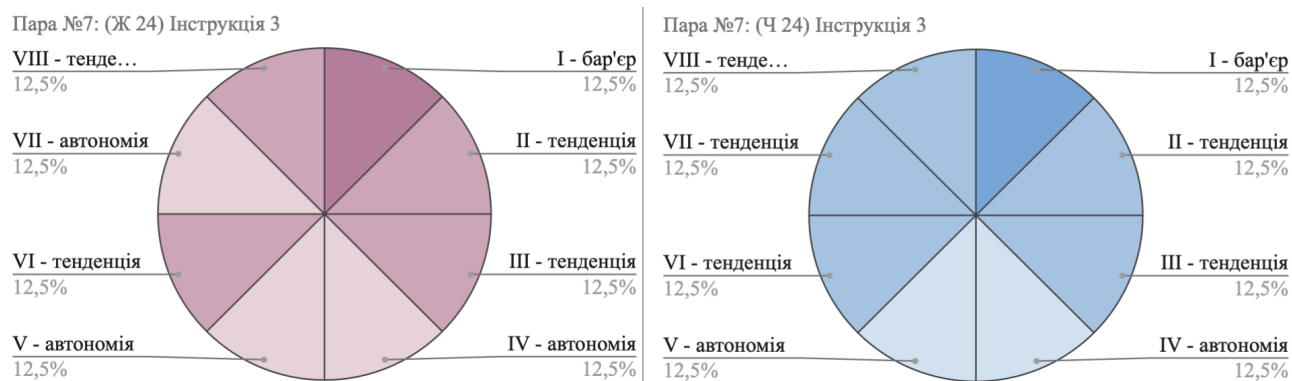 Пара №7: (Ж 24) Інструкція 3
VIII - тенде…
12,5%
I - бар'єр
12,5%
VII - автономія
12,5%
II - тенденція
12,5%
VI - тенденція
12,5%
III - тенденція
12,5%
V - автономія
12,5%
IV - автономія
12,5%
Пара №7: (Ч 24) Інструкція 3
VIII - тенде…
12,5%
I - бар'єр
12,5%
VII - тенденція
12,5%
II - тенденція
12,5%
VI - тенденція
12,5%
III - тенденція
12,5%
V - автономія
12,5%
IV - автономія
12,5%